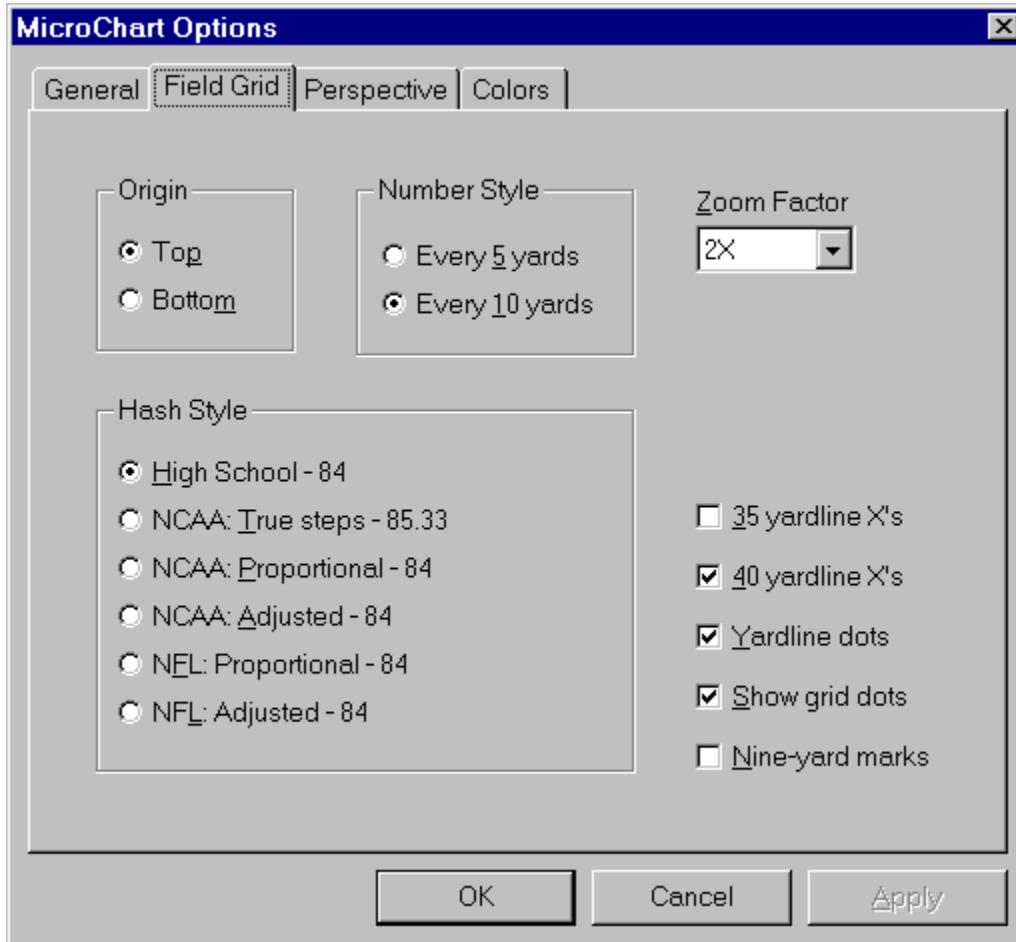 MicroChart Options
General Field Grid Perspective Colors
Origin
Top
Bottom
Number Style
Every 5 yards
Every 10 yards
Zoom Factor
2X
Hash Style
High School - 84
NCAA: True steps - 85.33
NCAA: Proportional - 84
NCAA: Adjusted - 84
NFL: Proportional - 84
NFL: Adjusted - 84
35 yardline X's
40 yardline X's
Yardline dots
Show grid dots
Nine-yard marks
OK Cancel Apply